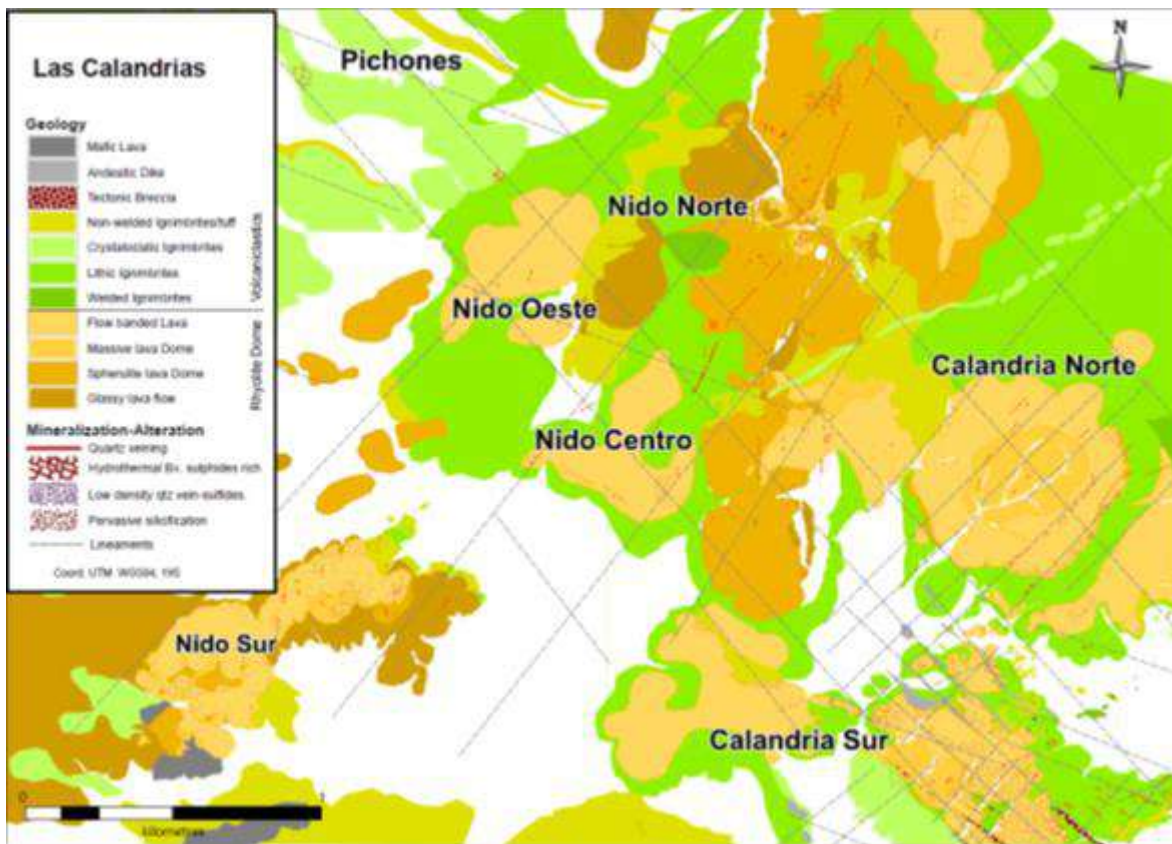 Las Calandrias
Geology
Mafic Lava
Andesitic Dike
Tectonic Breccia
Non-welded Ignimbrites/tuff
Crystaloclatic Ignimbrites
Lithic Ignimbrites
Welded Ignimbrites
Volcaniclastics
Flow banded Lava
Massive lava Dome
Spherulite lava Dome
Glassy lava flow
Rhyolite Dome
Mineralization-Alteration
Quartz veining
Hydrothermal Bx. sulphides rich
Low density qtz vein-sulfides
Pervasive silicification
Lineaments
Coord. UTM WGS84, 19S
Pichones
N
Nido Norte
Nido Oeste
Calandria Norte
Nido Centro
Nido Sur
Calandria Sur
0 1
kilometres